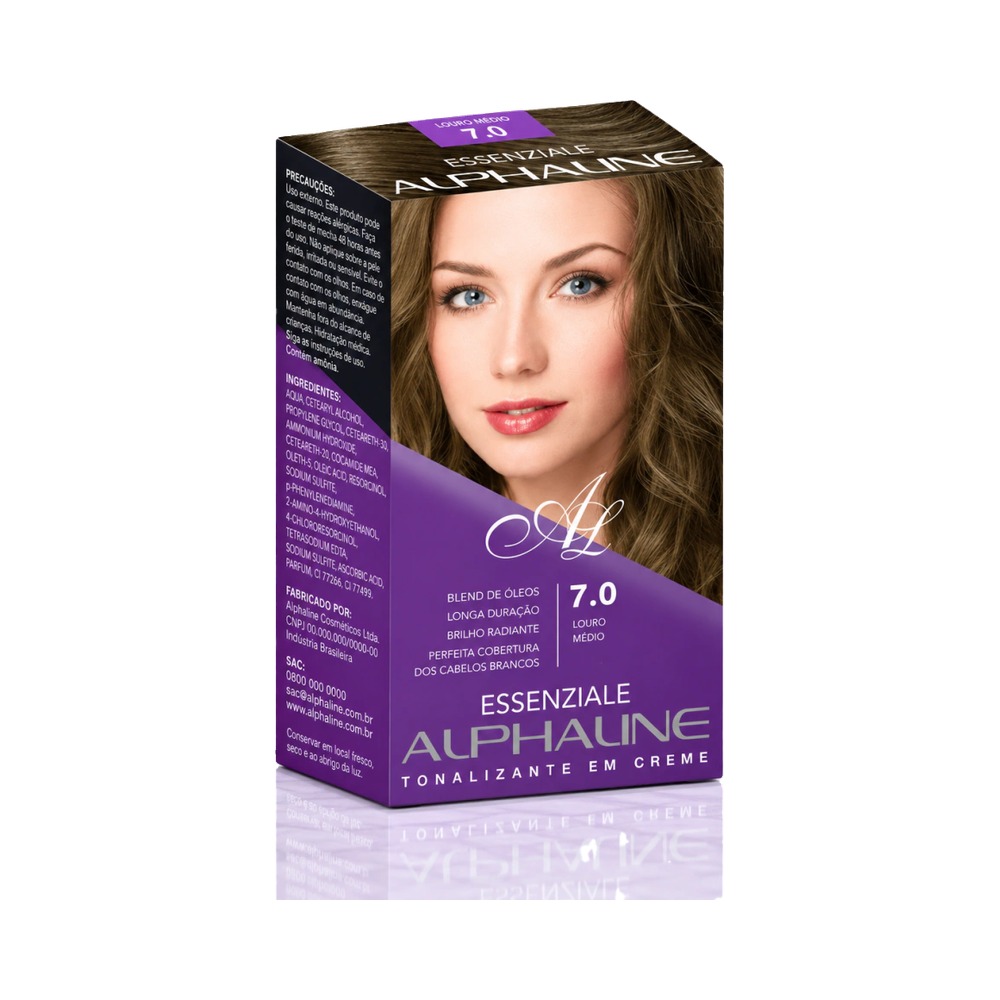 LOURO MÉDIO
7.0
ESSENZIALE
ALPHALINE
PRECAUÇÕES:
Uso externo. Este produto pode
causar reações alérgicas. Faça
o teste de mecha 48 horas antes
do uso. Não aplique sobre a pele
ferida, irritada ou sensível. Evite o
contato com os olhos. Em caso de
contato com os olhos, enxágue
com água em abundância.
Mantenha fora do alcance de
crianças. Hidratação médica.
Siga as instruções de uso.
Contém amônia.
INGREDIENTES:
AQUA, CETEARYL ALCOHOL,
PROPYLENE GLYCOL, CETEARETH-30,
AMMONIUM HYDROXIDE,
CETEARETH-20, COCAMIDE MEA,
OLETH-5, OLEIC ACID, RESORCINOL,
SODIUM SULFITE,
p-PHENYLENEDIAMINE,
2-AMINO-4-HYDROXYETHANOL,
4-CHLORORESORCINOL,
TETRASODIUM EDTA,
SODIUM SULFITE, ASCORBIC ACID,
PARFUM, CI 77266, CI 77499.
FABRICADO POR:
Alphaline Cosméticos Ltda.
CNPJ 00.000.000/0000-00
Indústria Brasileira
SAC:
0800 000 0000
sac@alphaline.com.br
www.alphaline.com.br
Conservar em local fresco,
seco e ao abrigo da luz.
AL
BLEND DE ÓLEOS
LONGA DURAÇÃO
BRILHO RADIANTE
PERFEITA COBERTURA
DOS CABELOS BRANCOS
7.0
LOURO
MÉDIO
ESSENZIALE
ALPHALINE
TONALIZANTE EM CREME